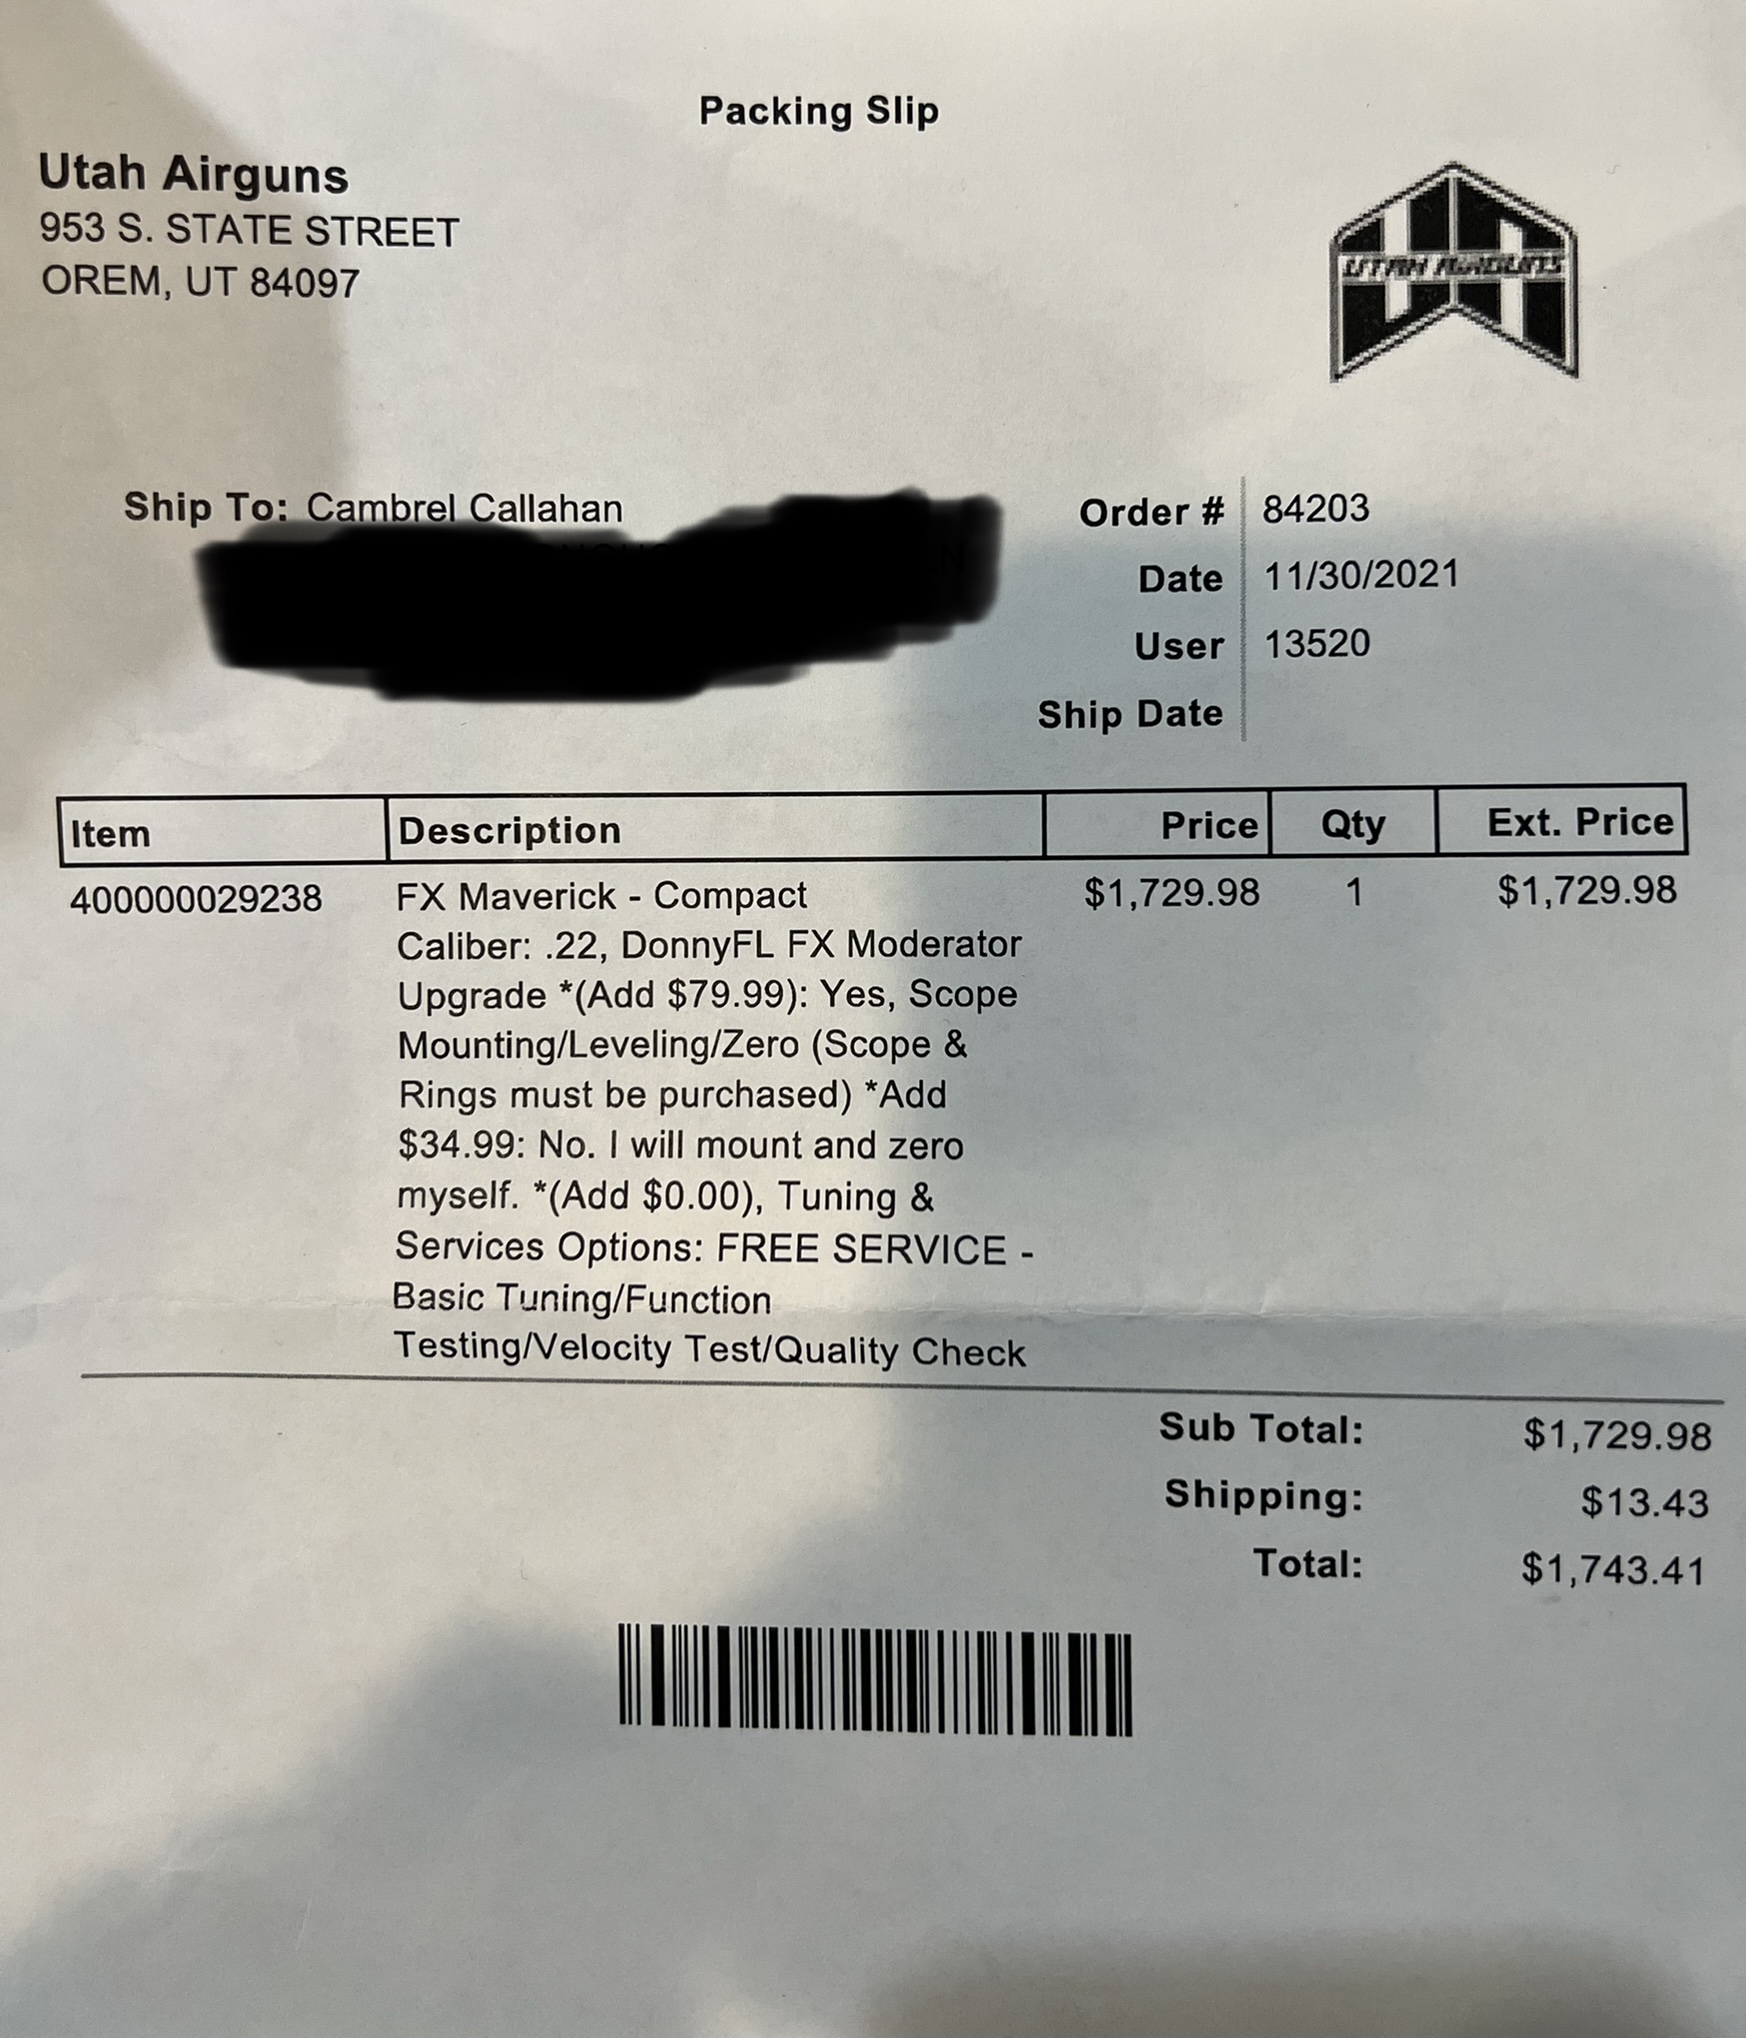 Packing Slip
Utah Airguns
953 S. STATE STREET
OREM, UT 84097
UTAH AIRGUNS
Ship To: Cambrel Callahan
Order # 84203
Date 11/30/2021
User 13520
Ship Date
Item Description Price Qty Ext. Price
400000029238 FX Maverick - Compact $1,729.98 1 $1,729.98
Caliber: .22, DonnyFL FX Moderator
Upgrade *(Add $79.99): Yes, Scope
Mounting/Leveling/Zero (Scope &
Rings must be purchased) *Add
$34.99: No. I will mount and zero
myself. *(Add $0.00), Tuning &
Services Options: FREE SERVICE -
Basic Tuning/Function
Testing/Velocity Test/Quality Check
Sub Total: $1,729.98
Shipping: $13.43
Total: $1,743.41